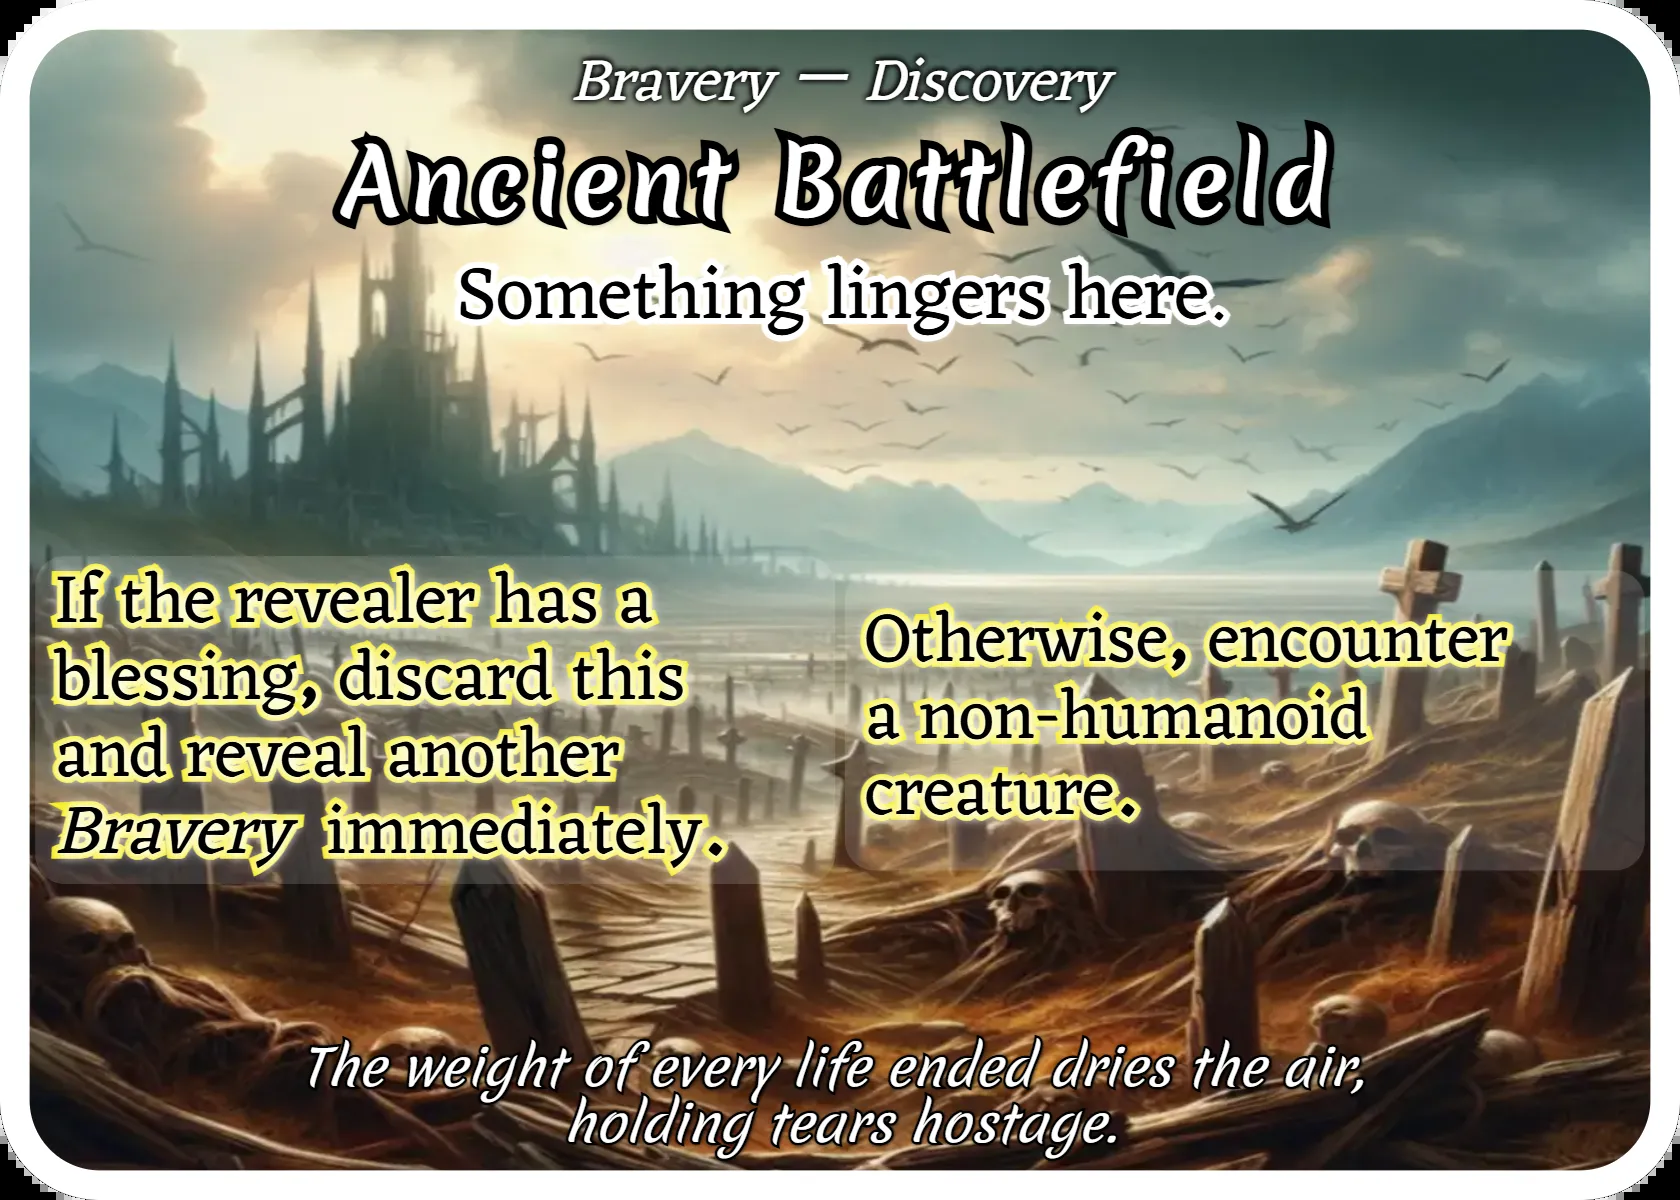 Bravery — Discovery
Ancient Battlefield
Something lingers here.
If the revealer has a
blessing, discard this
and reveal another
Bravery immediately.
Otherwise, encounter
a non-humanoid
creature.
The weight of every life ended dries the air,
holding tears hostage.